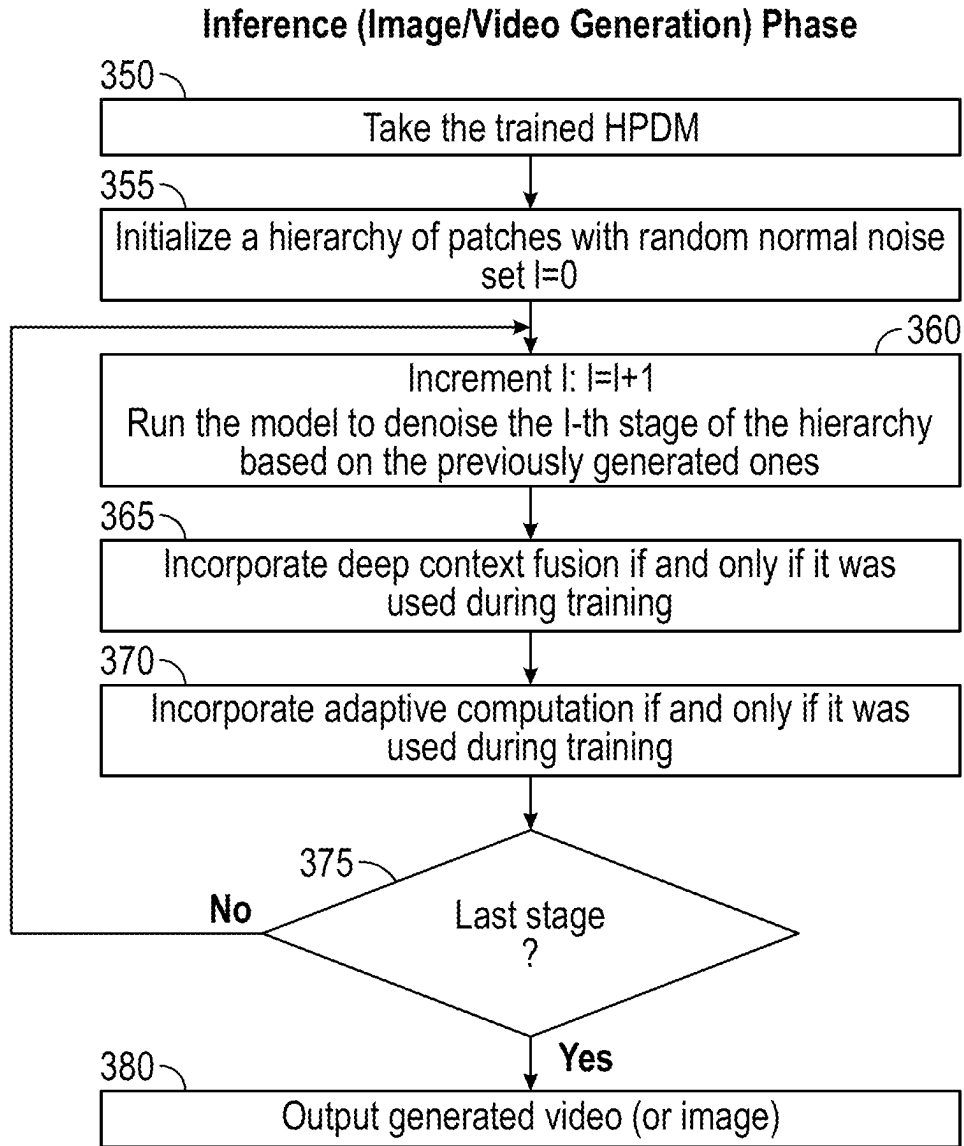 Inference (Image/Video Generation) Phase
350
Take the trained HPDM
355
Initialize a hierarchy of patches with random normal noise
set l=0
360
Increment l: l=l+1
Run the model to denoise the l-th stage of the hierarchy
based on the previously generated ones
365
Incorporate deep context fusion if and only if it was
used during training
370
Incorporate adaptive computation if and only if it was
used during training
375
No
Last stage
?
Yes
380
Output generated video (or image)